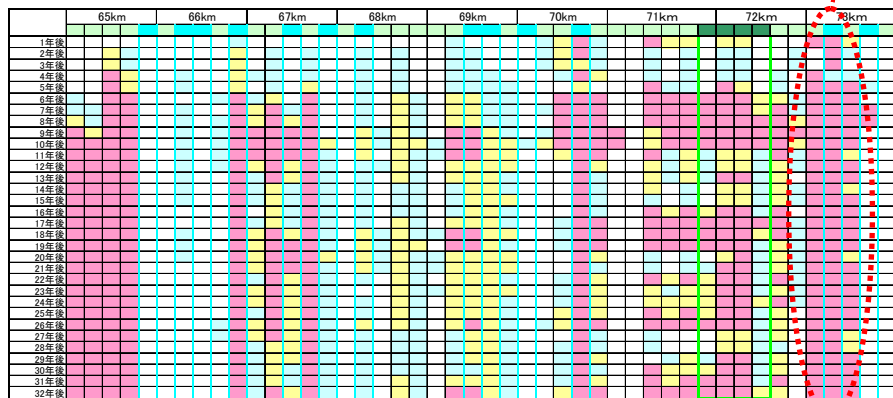 65km 66km 67km 68km 69km 70km 71km 72km 73km
1年後
2年後
3年後
4年後
5年後
6年後
7年後
8年後
9年後
10年後
11年後
12年後
13年後
14年後
15年後
16年後
17年後
18年後
19年後
20年後
21年後
22年後
23年後
24年後
25年後
26年後
27年後
28年後
29年後
30年後
31年後
32年後